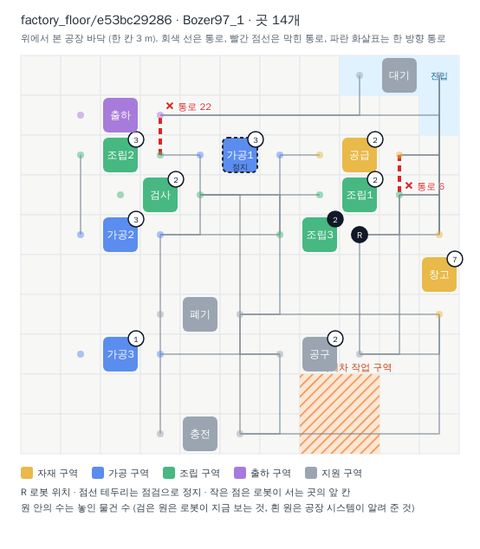 factory_floor/e53bc29286 · Bozer97_1 · 곳 14개
위에서 본 공장 바닥 (한 칸 3 m). 회색 선은 통로, 빨간 점선은 막힌 통로, 파란 화살표는 한 방향 통로
대기
출하
✕ 통로 22
조립2
3
가공1
3
정지
공급
2
검사
2
조립1
2
✕ 통로 6
가공2
3
조립3
2
R
창고
7
폐기
가공3
1
공구
2
차 작업 구역
충전
자재 구역
가공 구역
조립 구역
출하 구역
지원 구역
R 로봇 위치 · 점선 테두리는 점검으로 정지 · 작은 점은 로봇이 서는 곳의 앞 칸
원 안의 수는 놓인 물건 수 (검은 원은 로봇이 지금 보는 것, 흰 원은 공장 시스템이 알려 준 것)